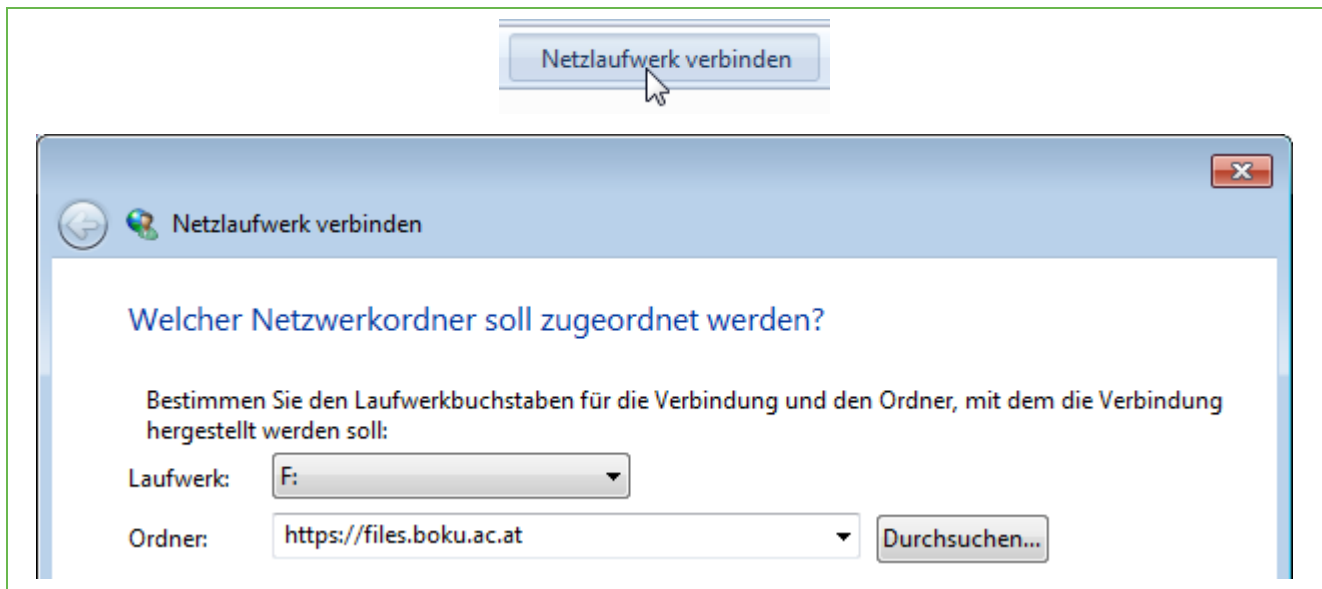 Netzlaufwerk verbinden
Netzlaufwerk verbinden
Welcher Netzwerkordner soll zugeordnet werden?
Bestimmen Sie den Laufwerkbuchstaben für die Verbindung und den Ordner, mit dem die Verbindung
hergestellt werden soll:
Laufwerk: F:
Ordner: https://files.boku.ac.at Durchsuchen...